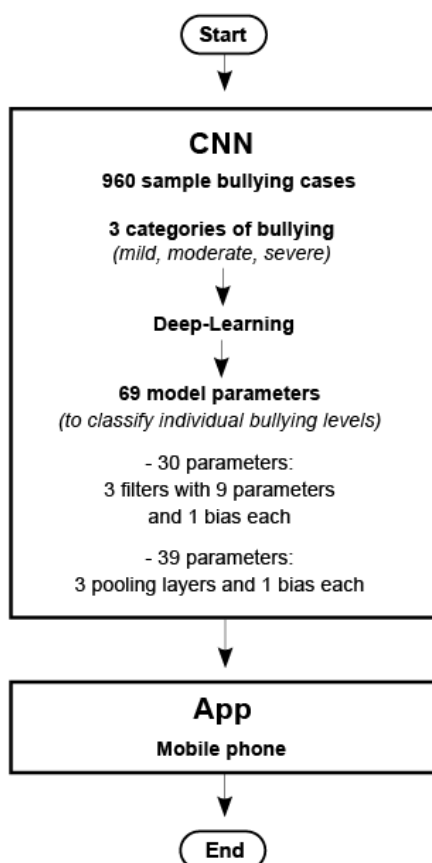 Start
CNN
960 sample bullying cases
3 categories of bullying
(mild, moderate, severe)
Deep-Learning
69 model parameters
(to classify individual bullying levels)
- 30 parameters:
3 filters with 9 parameters
and 1 bias each
- 39 parameters:
3 pooling layers and 1 bias each
App
Mobile phone
End